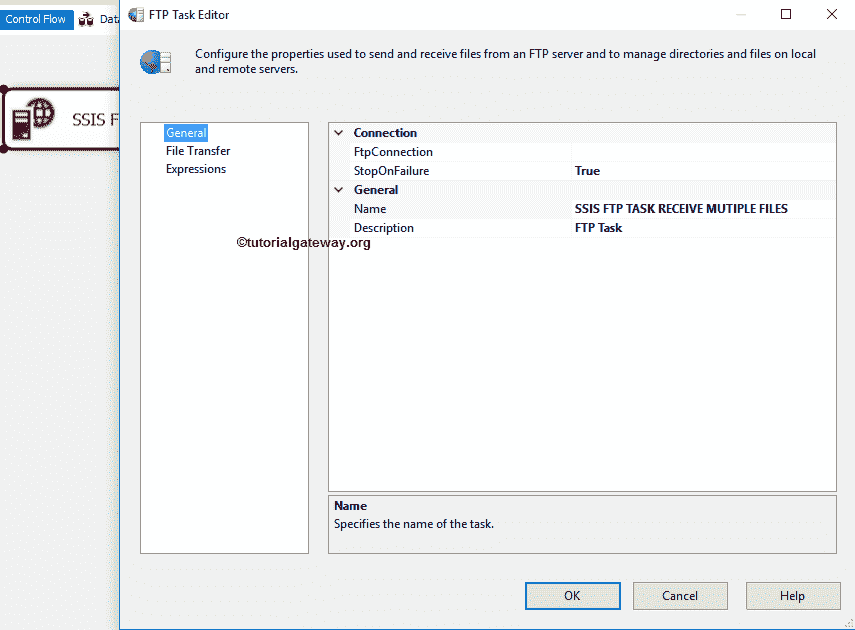 Control Flow
FTP Task Editor
Configure the properties used to send and receive files from an FTP server and to manage directories and files on local
and remote servers.
SSIS
General
File Transfer
Expressions
Connection
FtpConnection
StopOnFailure True
General
Name SSIS FTP TASK RECEIVE MUTIPLE FILES
Description FTP Task
©tutorialgateway.org
Name
Specifies the name of the task.
OK Cancel Help